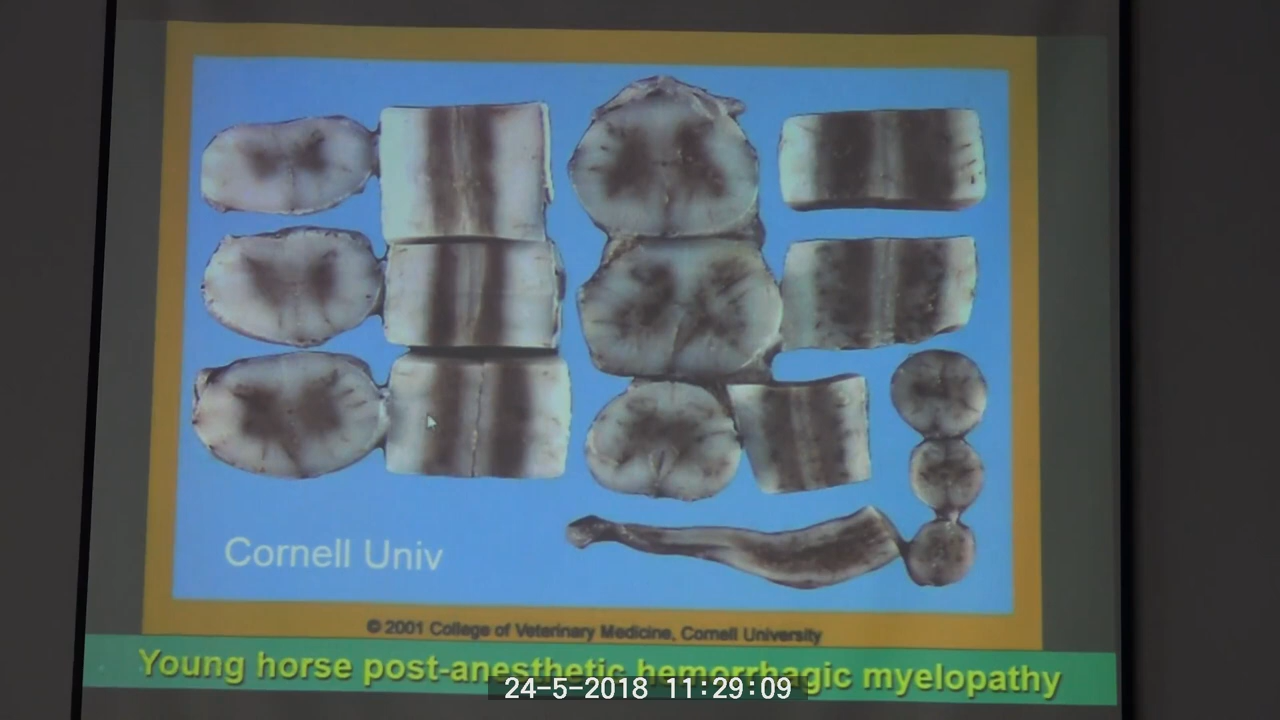 Cornell Univ
© 2001 College of Veterinary Medicine, Cornell University
Young horse post-anesthetic hemorrhagic myelopathy
24-5-2018 11:29:09